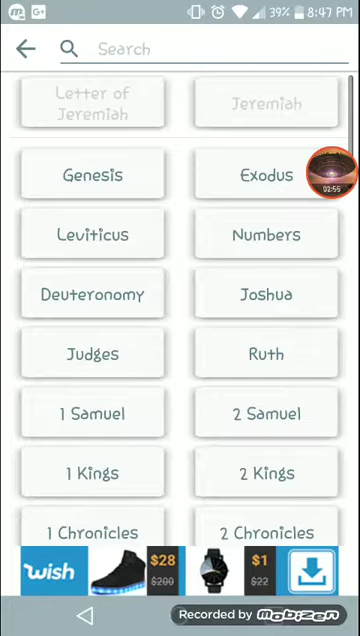 39% 8:47 PM
Search
Letter of
Jeremiah
Jeremiah
Genesis
Exodus
02:55
Leviticus
Numbers
Deuteronomy
Joshua
Judges
Ruth
1 Samuel
2 Samuel
1 Kings
2 Kings
1 Chronicles
2 Chronicles
wish
$28
$200
$1
$22
Recorded by mobizen